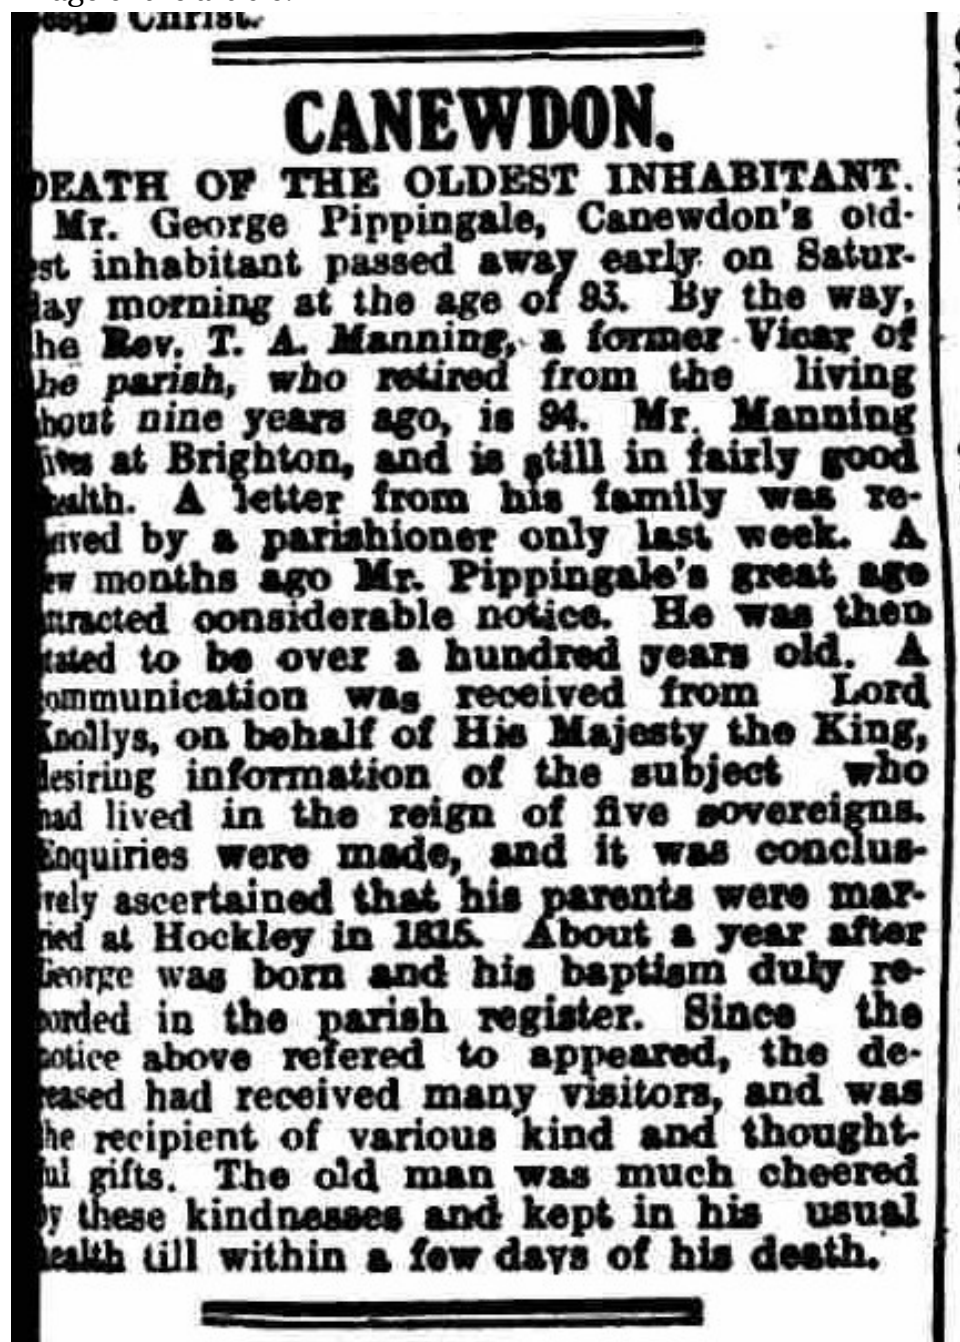 Christ.
CANEWDON.
DEATH OF THE OLDEST INHABITANT.
Mr. George Pippingale, Canewdon's old-
est inhabitant passed away early on Satur-
day morning at the age of 93. By the way,
the Rev. T. A. Manning, a former Vicar of
the parish, who retired from the living
about nine years ago, is 94. Mr. Manning
lives at Brighton, and is still in fairly good
health. A letter from his family was re-
ceived by a parishioner only last week. A
few months ago Mr. Pippingale's great age
attracted considerable notice. He was then
stated to be over a hundred years old. A
communication was received from Lord
Knollys, on behalf of His Majesty the King,
desiring information of the subject who
had lived in the reign of five sovereigns.
Enquiries were made, and it was conclus-
ively ascertained that his parents were mar-
ried at Hockley in 1815. About a year after
George was born and his baptism duly re-
corded in the parish register. Since the
notice above refered to appeared, the de-
ceased had received many visitors, and was
the recipient of various kind and thought-
ful gifts. The old man was much cheered
by these kindnesses and kept in his usual
health till within a few days of his death.